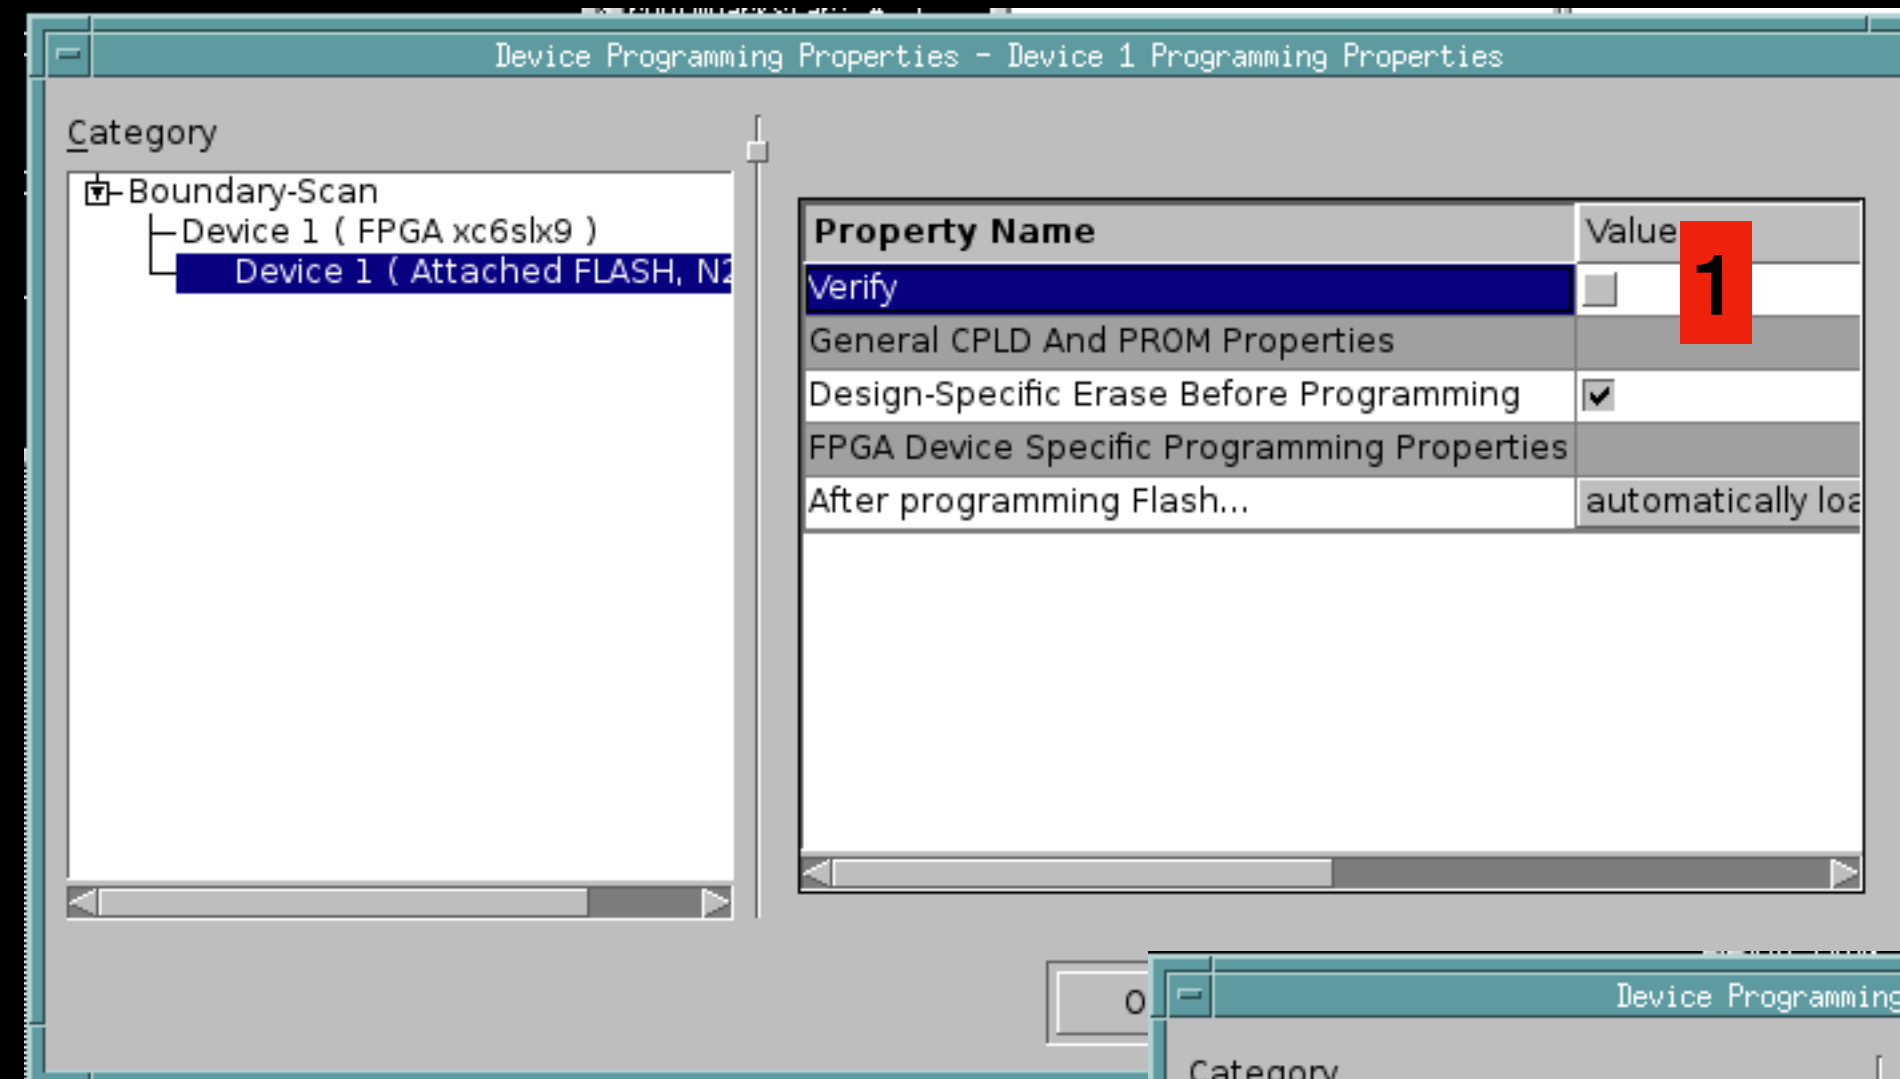 Device Programming Properties - Device 1 Programming Properties
Category
Boundary-Scan
Device 1 ( FPGA xc6slx9 )
Device 1 ( Attached FLASH, N2
Property Name Value
1
Verify
General CPLD And PROM Properties
Design-Specific Erase Before Programming
FPGA Device Specific Programming Properties
After programming Flash... automatically loa
O
Device Programming
Category